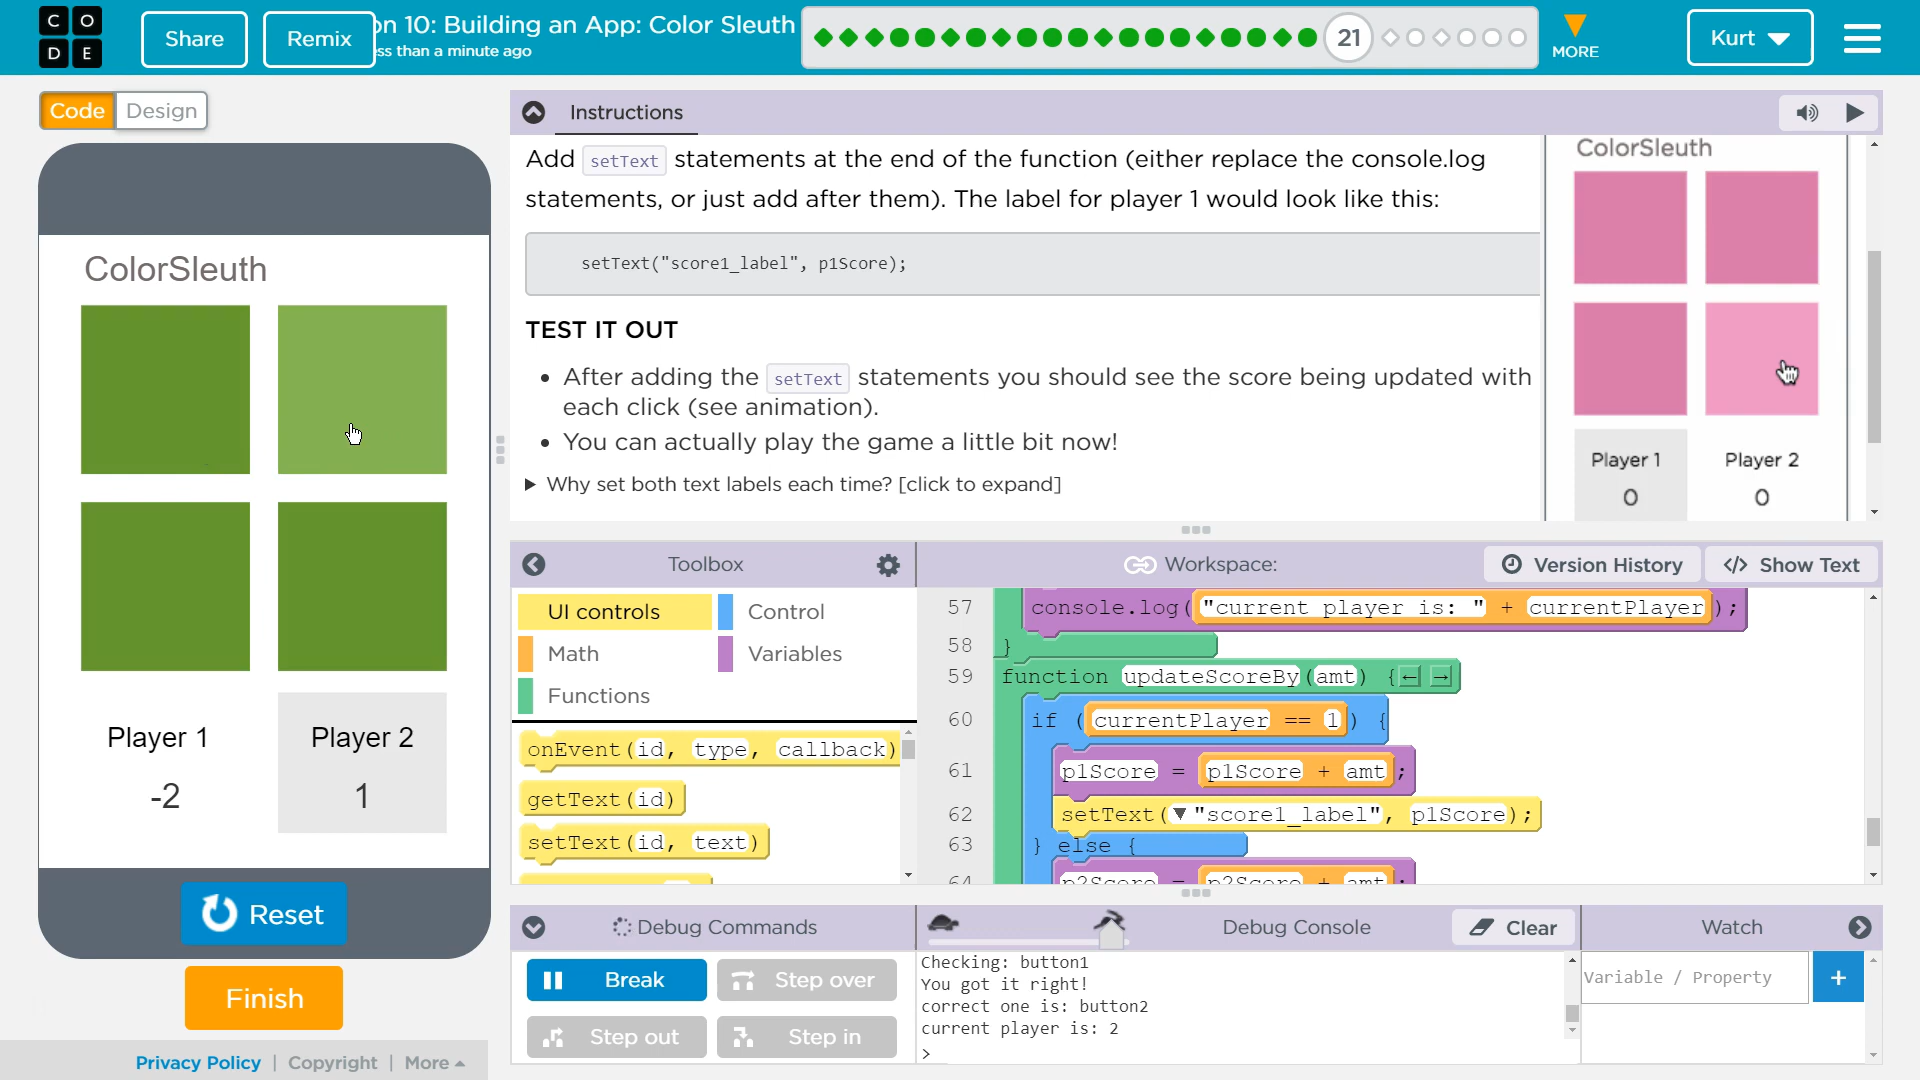 CODE
Share
Remix
on 10: Building an App: Color Sleuth
ess than a minute ago
21
MORE
Kurt
Code
Design
ColorSleuth
Player 1
Player 2
-2
1
Reset
Finish
Privacy Policy | Copyright | More
Instructions
Add setText statements at the end of the function (either replace the console.log
statements, or just add after them). The label for player 1 would look like this:
setText("score1_label", p1Score);
TEST IT OUT
• After adding the setText statements you should see the score being updated with
each click (see animation).
• You can actually play the game a little bit now!
Why set both text labels each time? [click to expand]
ColorSleuth
Player 1
Player 2
0
0
Toolbox
UI controls
Control
Math
Variables
Functions
onEvent(id, type, callback)
getText(id)
setText(id, text)
Workspace:
Version History
</> Show Text
57 console.log("current player is: " + currentPlayer);
58 }
59 function updateScoreBy(amt) {
60 if (currentPlayer == 1) {
61 p1Score = p1Score + amt;
62 setText("score1_label", p1Score);
63 } else {
64 p2Score = p2Score + amt;
Debug Commands
Break
Step over
Step out
Step in
Debug Console
Clear
Checking: button1
You got it right!
correct one is: button2
current player is: 2
>
Watch
Variable / Property
+